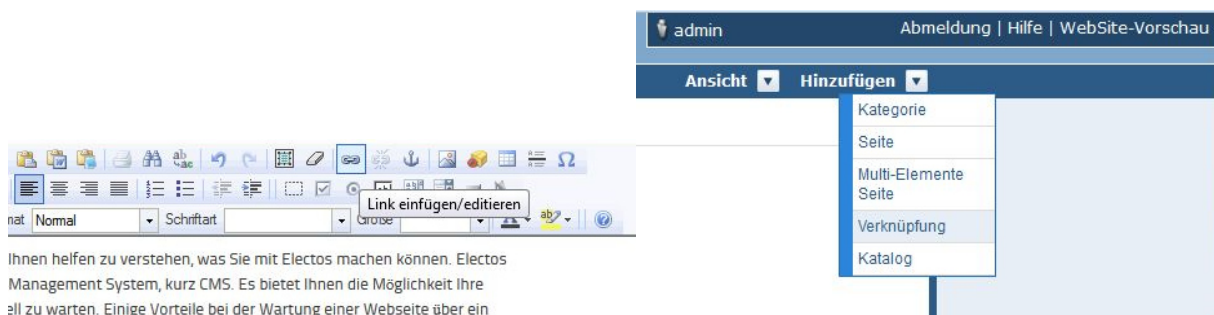 admin
Abmeldung | Hilfe | WebSite-Vorschau
Ansicht Hinzufügen
Kategorie
Seite
Multi-Elemente
Seite
Verknüpfung
Katalog
Link einfügen/editieren
Normal Schriftart
Ihnen helfen zu verstehen, was Sie mit Electos machen können. Electos
Management System, kurz CMS. Es bietet Ihnen die Möglichkeit Ihre
zu warten. Einige Vorteile bei der Wartung einer Webseite über ein